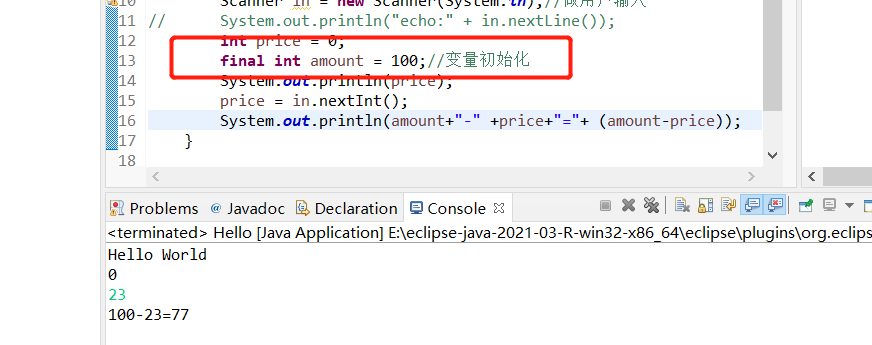 10 Scanner in = new Scanner(System.in);//做用户输入
11 // System.out.println("echo:" + in.nextLine());
12 int price = 0;
13 final int amount = 100;//变量初始化
14 System.out.println(price);
15 price = in.nextInt();
16 System.out.println(amount+"-" +price+"="+ (amount-price));
17 }
18
Problems @ Javadoc Declaration Console
<terminated> Hello [Java Application] E:\eclipse-java-2021-03-R-win32-x86_64\eclipse\plugins\org.eclips
Hello World
0
23
100-23=77